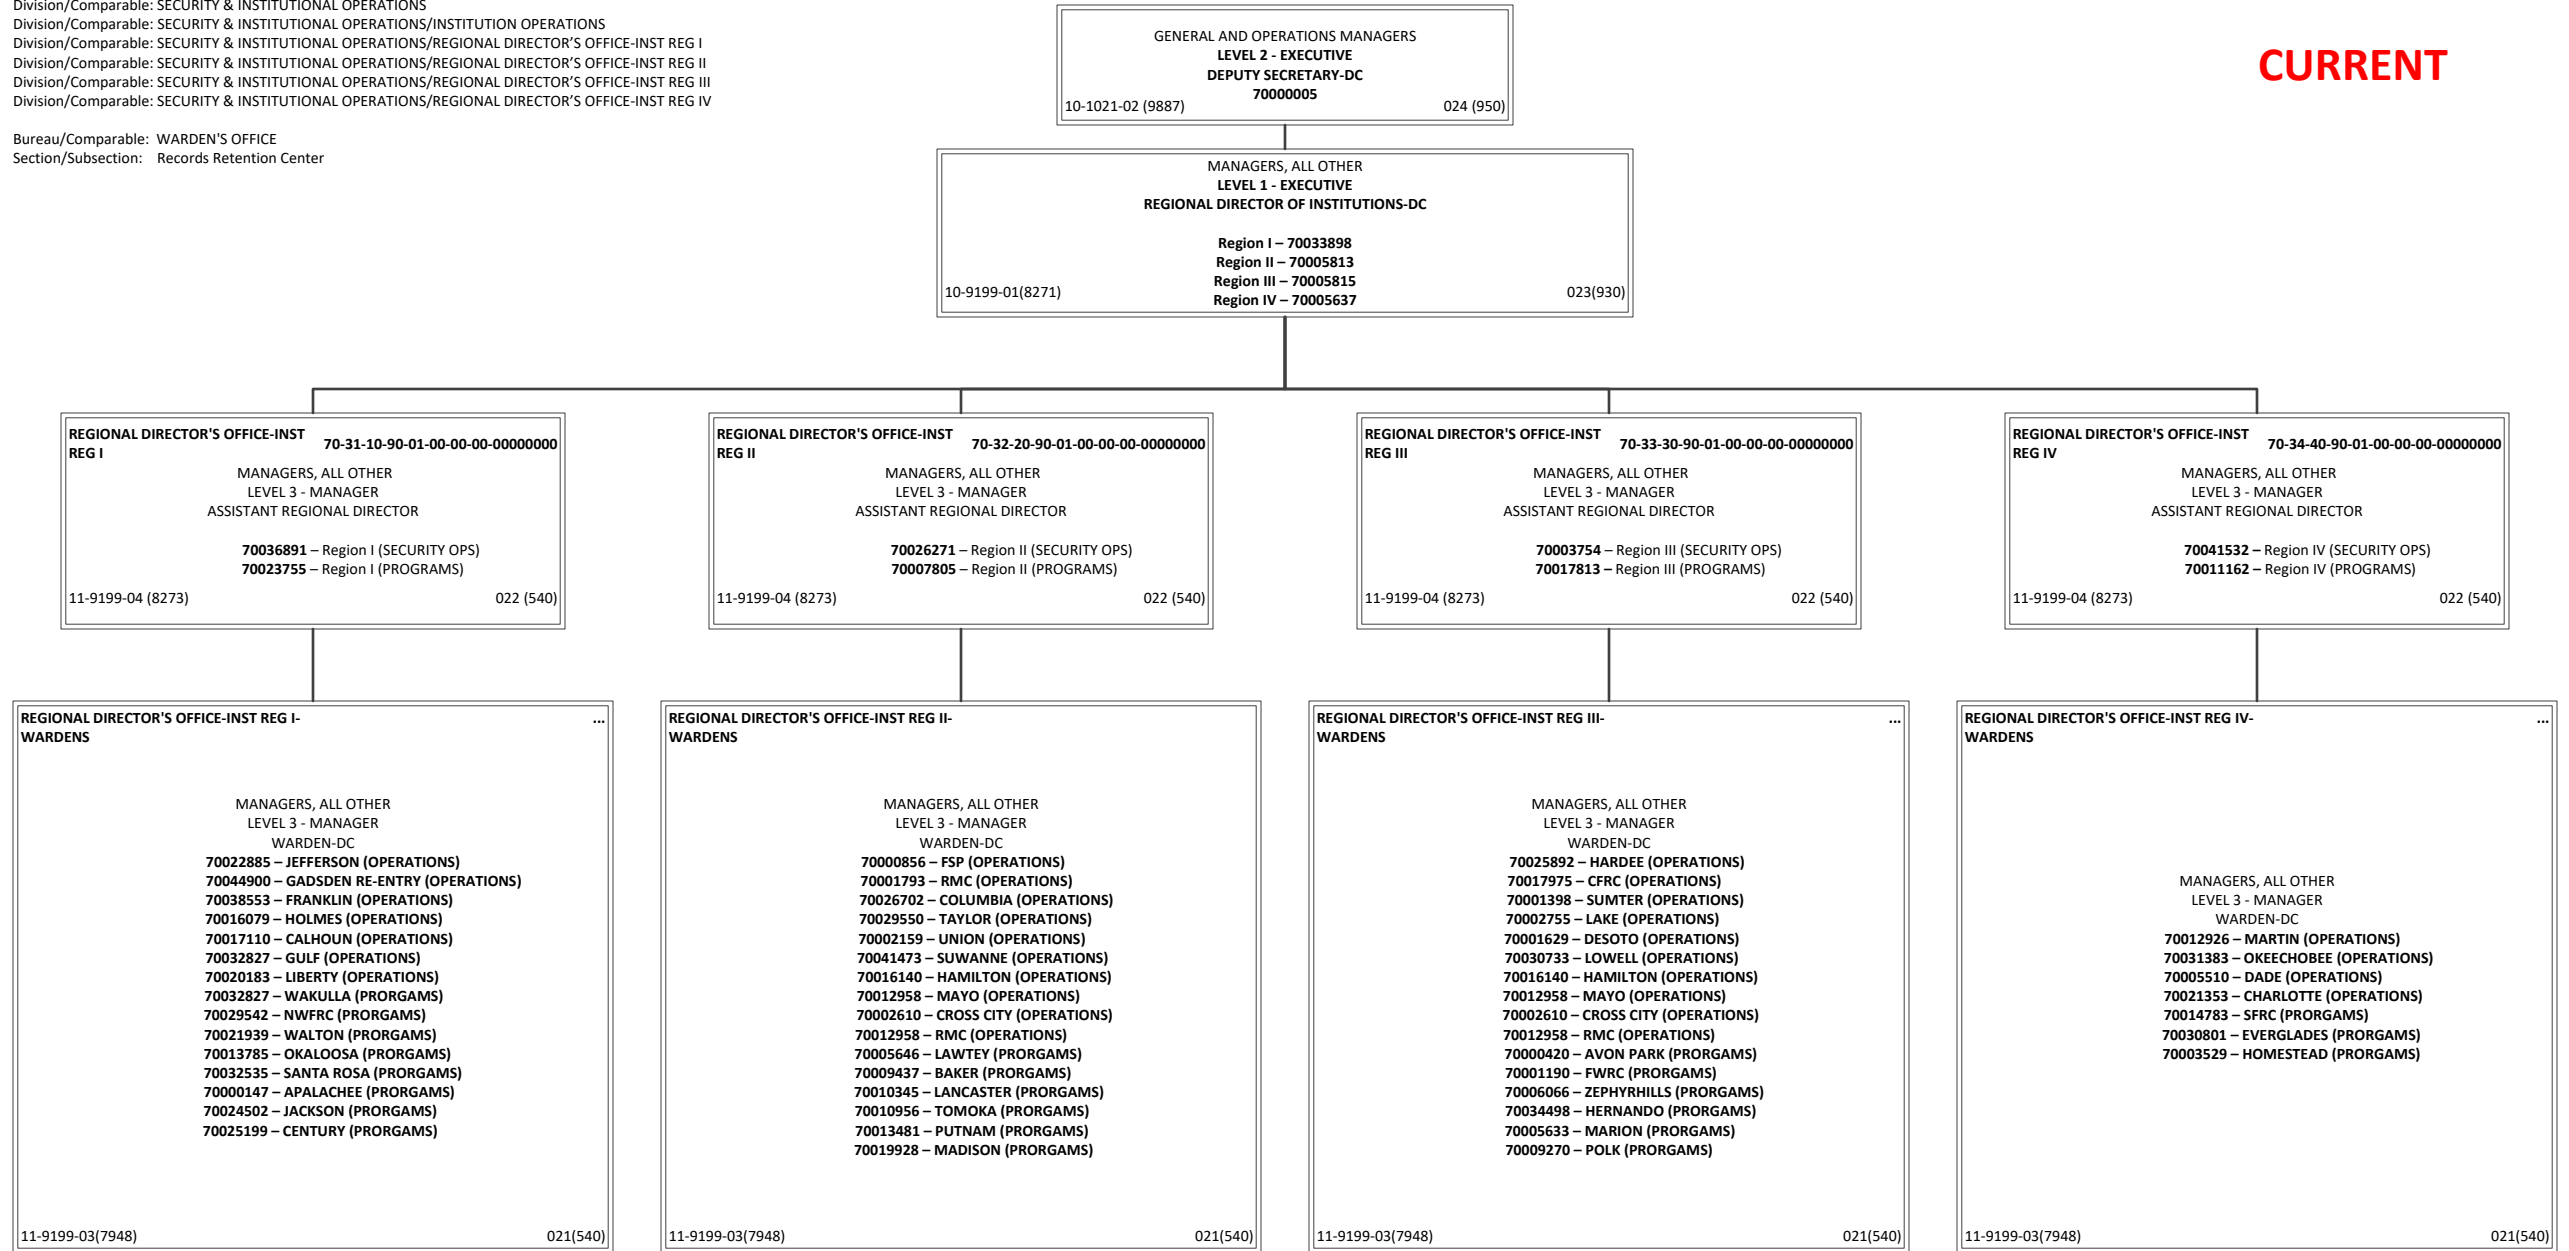 Division/Comparable: SECURITY & INSTITUTIONAL OPERATIONS
Division/Comparable: SECURITY & INSTITUTIONAL OPERATIONS/INSTITUTION OPERATIONS
Division/Comparable: SECURITY & INSTITUTIONAL OPERATIONS/REGIONAL DIRECTOR'S OFFICE-INST REG I
Division/Comparable: SECURITY & INSTITUTIONAL OPERATIONS/REGIONAL DIRECTOR'S OFFICE-INST REG II
Division/Comparable: SECURITY & INSTITUTIONAL OPERATIONS/REGIONAL DIRECTOR'S OFFICE-INST REG III
Division/Comparable: SECURITY & INSTITUTIONAL OPERATIONS/REGIONAL DIRECTOR'S OFFICE-INST REG IV
Bureau/Comparable: WARDEN'S OFFICE
Section/Subsection: Records Retention Center
GENERAL AND OPERATIONS MANAGERS
LEVEL 2 - EXECUTIVE
DEPUTY SECRETARY-DC
70000005
10-1021-02 (9887) 024 (950)
CURRENT
MANAGERS, ALL OTHER
LEVEL 1 - EXECUTIVE
REGIONAL DIRECTOR OF INSTITUTIONS-DC
Region I – 70033898
Region II – 70005813
Region III – 70005815
Region IV – 70005637
10-9199-01(8271) 023(930)
REGIONAL DIRECTOR'S OFFICE-INST
REG I
70-31-10-90-01-00-00-00-00000000
MANAGERS, ALL OTHER
LEVEL 3 - MANAGER
ASSISTANT REGIONAL DIRECTOR
70036891 – Region I (SECURITY OPS)
70023755 – Region I (PROGRAMS)
11-9199-04 (8273) 022 (540)
REGIONAL DIRECTOR'S OFFICE-INST
REG II
70-32-20-90-01-00-00-00-00000000
MANAGERS, ALL OTHER
LEVEL 3 - MANAGER
ASSISTANT REGIONAL DIRECTOR
70026271 – Region II (SECURITY OPS)
70007805 – Region II (PROGRAMS)
11-9199-04 (8273) 022 (540)
REGIONAL DIRECTOR'S OFFICE-INST
REG III
70-33-30-90-01-00-00-00-00000000
MANAGERS, ALL OTHER
LEVEL 3 - MANAGER
ASSISTANT REGIONAL DIRECTOR
70003754 – Region III (SECURITY OPS)
70017813 – Region III (PROGRAMS)
11-9199-04 (8273) 022 (540)
REGIONAL DIRECTOR'S OFFICE-INST
REG IV
70-34-40-90-01-00-00-00-00000000
MANAGERS, ALL OTHER
LEVEL 3 - MANAGER
ASSISTANT REGIONAL DIRECTOR
70041532 – Region IV (SECURITY OPS)
70011162 – Region IV (PROGRAMS)
11-9199-04 (8273) 022 (540)
REGIONAL DIRECTOR'S OFFICE-INST REG I- ...
WARDENS
MANAGERS, ALL OTHER
LEVEL 3 - MANAGER
WARDEN-DC
70022885 – JEFFERSON (OPERATIONS)
70044900 – GADSDEN RE-ENTRY (OPERATIONS)
70038553 – FRANKLIN (OPERATIONS)
70016079 – HOLMES (OPERATIONS)
70017110 – CALHOUN (OPERATIONS)
70032827 – GULF (OPERATIONS)
70020183 – LIBERTY (OPERATIONS)
70032827 – WAKULLA (PRORGAMS)
70029542 – NWFRC (PRORGAMS)
70021939 – WALTON (PRORGAMS)
70013785 – OKALOOSA (PRORGAMS)
70032535 – SANTA ROSA (PRORGAMS)
70000147 – APALACHEE (PRORGAMS)
70024502 – JACKSON (PRORGAMS)
70025199 – CENTURY (PRORGAMS)
11-9199-03(7948) 021(540)
REGIONAL DIRECTOR'S OFFICE-INST REG II-
WARDENS
MANAGERS, ALL OTHER
LEVEL 3 - MANAGER
WARDEN-DC
70000856 – FSP (OPERATIONS)
70001793 – RMC (OPERATIONS)
70026702 – COLUMBIA (OPERATIONS)
70029550 – TAYLOR (OPERATIONS)
70002159 – UNION (OPERATIONS)
70041473 – SUWANNE (OPERATIONS)
70016140 – HAMILTON (OPERATIONS)
70012958 – MAYO (OPERATIONS)
70002610 – CROSS CITY (OPERATIONS)
70012958 – RMC (OPERATIONS)
70005646 – LAWTEY (PRORGAMS)
70009437 – BAKER (PRORGAMS)
70010345 – LANCASTER (PRORGAMS)
70010956 – TOMOKA (PRORGAMS)
70013481 – PUTNAM (PRORGAMS)
70019928 – MADISON (PRORGAMS)
11-9199-03(7948) 021(540)
REGIONAL DIRECTOR'S OFFICE-INST REG III- ...
WARDENS
MANAGERS, ALL OTHER
LEVEL 3 - MANAGER
WARDEN-DC
70025892 – HARDEE (OPERATIONS)
70017975 – CFRC (OPERATIONS)
70001398 – SUMTER (OPERATIONS)
70002755 – LAKE (OPERATIONS)
70001629 – DESOTO (OPERATIONS)
70030733 – LOWELL (OPERATIONS)
70016140 – HAMILTON (OPERATIONS)
70012958 – MAYO (OPERATIONS)
70002610 – CROSS CITY (OPERATIONS)
70012958 – RMC (OPERATIONS)
70000420 – AVON PARK (PRORGAMS)
70001190 – FWRC (PRORGAMS)
70006066 – ZEPHYRHILLS (PRORGAMS)
70034498 – HERNANDO (PRORGAMS)
70005633 – MARION (PRORGAMS)
70009270 – POLK (PRORGAMS)
11-9199-03(7948) 021(540)
REGIONAL DIRECTOR'S OFFICE-INST REG IV- ...
WARDENS
MANAGERS, ALL OTHER
LEVEL 3 - MANAGER
WARDEN-DC
70012926 – MARTIN (OPERATIONS)
70031383 – OKEECHOBEE (OPERATIONS)
70005510 – DADE (OPERATIONS)
70021353 – CHARLOTTE (OPERATIONS)
70014783 – SFRC (PRORGAMS)
70030801 – EVERGLADES (PRORGAMS)
70003529 – HOMESTEAD (PRORGAMS)
11-9199-03(7948) 021(540)